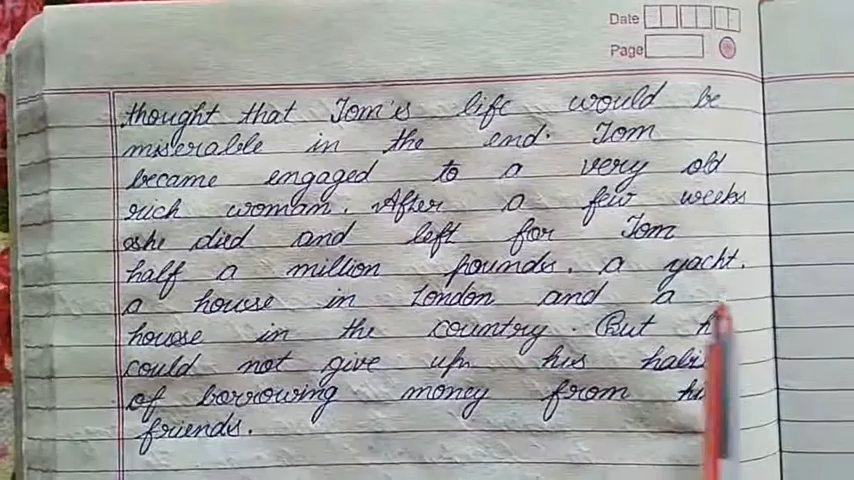 Date
Page
thought that Tom's life would be
miserable in the end. Tom
became engaged to a very old
rich woman. After a few weeks
she died and left for Tom
half a million pounds. a yacht.
a house in London and a
house in the country. But
could not give up his
of borrowing money from
friends.